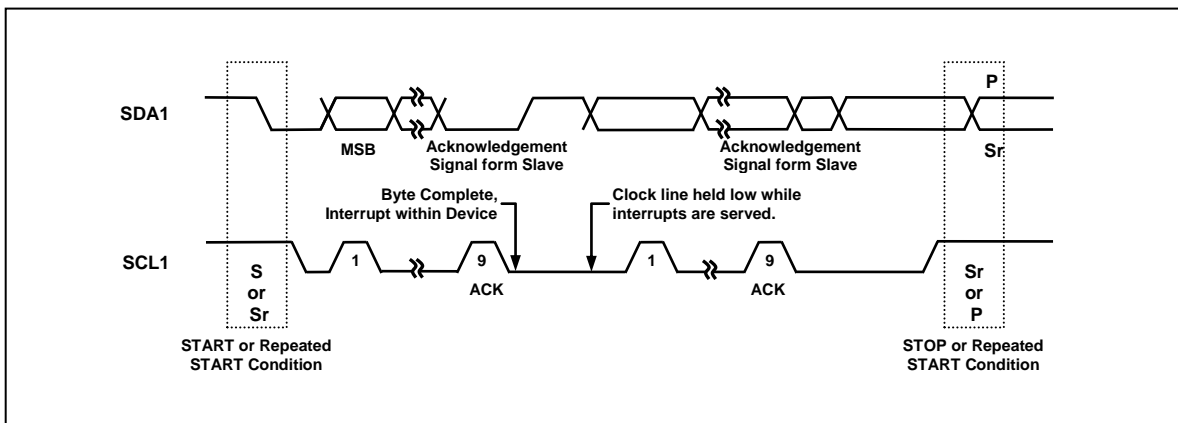 P
SDA1
MSB
Acknowledgement
Signal form Slave
Acknowledgement
Signal form Slave
Sr
Byte Complete,
Interrupt within Device
Clock line held low while
interrupts are served.
SCL1
S
or
Sr
1
9
ACK
1
9
ACK
Sr
or
P
START or Repeated
START Condition
STOP or Repeated
START Condition